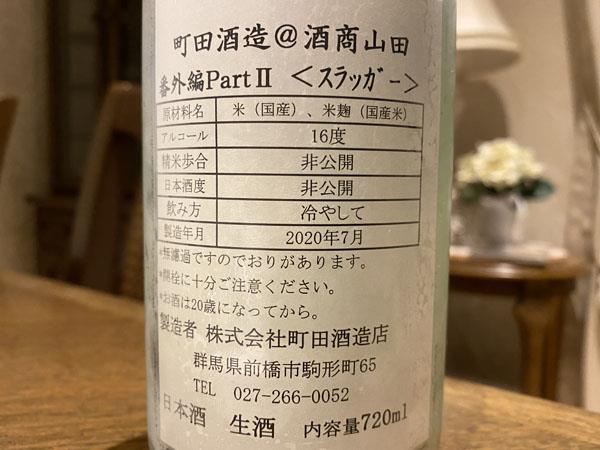 町田酒造＠酒商山田
番外編PartⅡ ＜スラッガー＞
原材料名 米（国産）、米麹（国産米）
アルコール 16度
精米歩合 非公開
日本酒度 非公開
飲み方 冷やして
製造年月 2020年7月
*無濾過ですのでおりがあります。
*開栓に十分ご注意ください。
*お酒は20歳になってから。
製造者 株式会社町田酒造店
群馬県前橋市駒形町65
TEL 027-266-0052
日本酒 生酒 内容量720ml